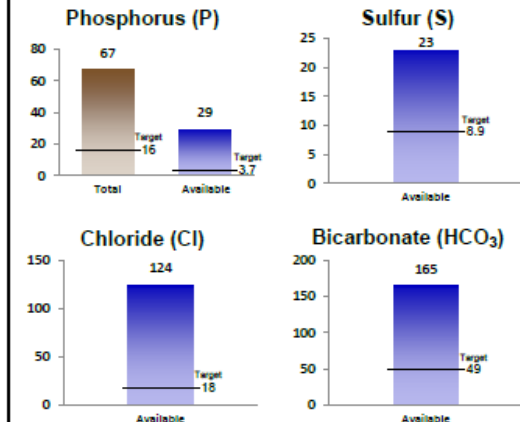 Phosphorus (P)
80
60
40
20
0
67
Target
16
29
Target
3.7
Total
Available
Sulfur (S)
25
20
15
10
5
0
23
Target
8.9
Available
Chloride (Cl)
150
100
50
0
124
Target
18
Available
Bicarbonate (HCO₃)
200
150
100
50
0
165
Target
49
Available